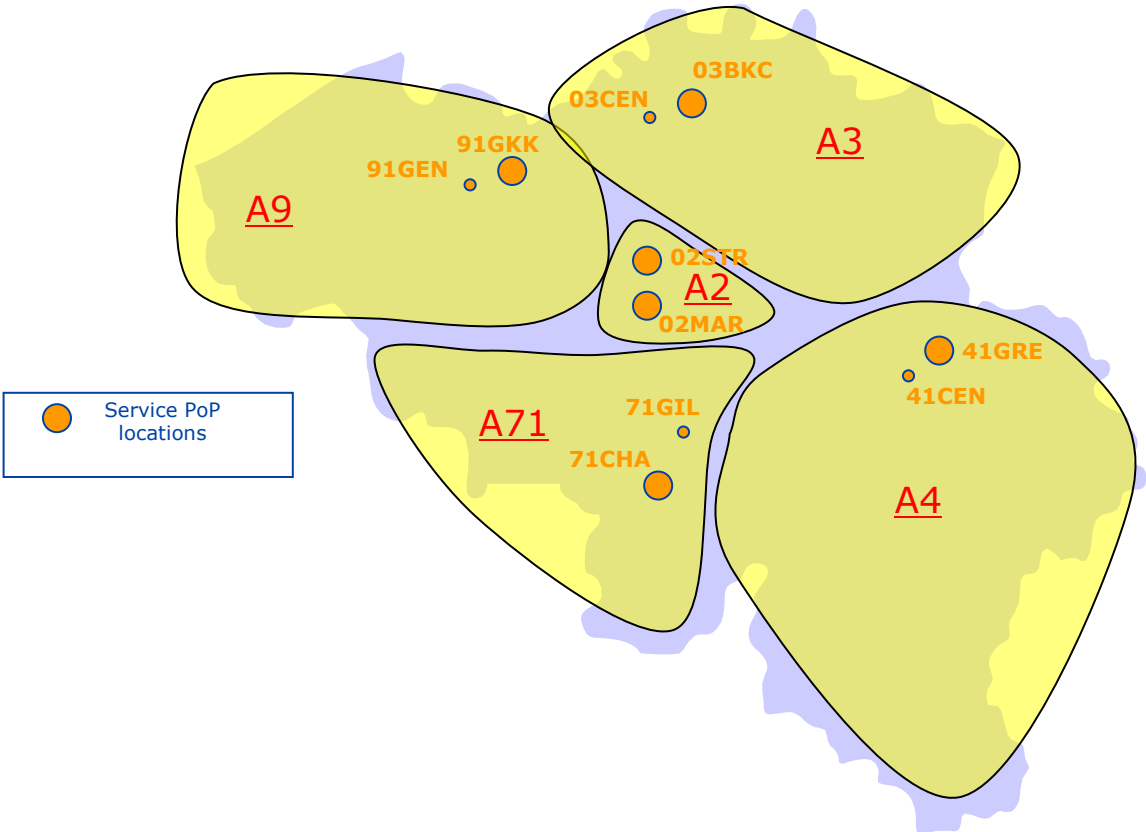 03BKC
03CEN
A3
91GKK
91GEN
A9
02STR
A2
02MAR
41GRE
41CEN
71GIL
A71
71CHA
A4
Service PoP
locations